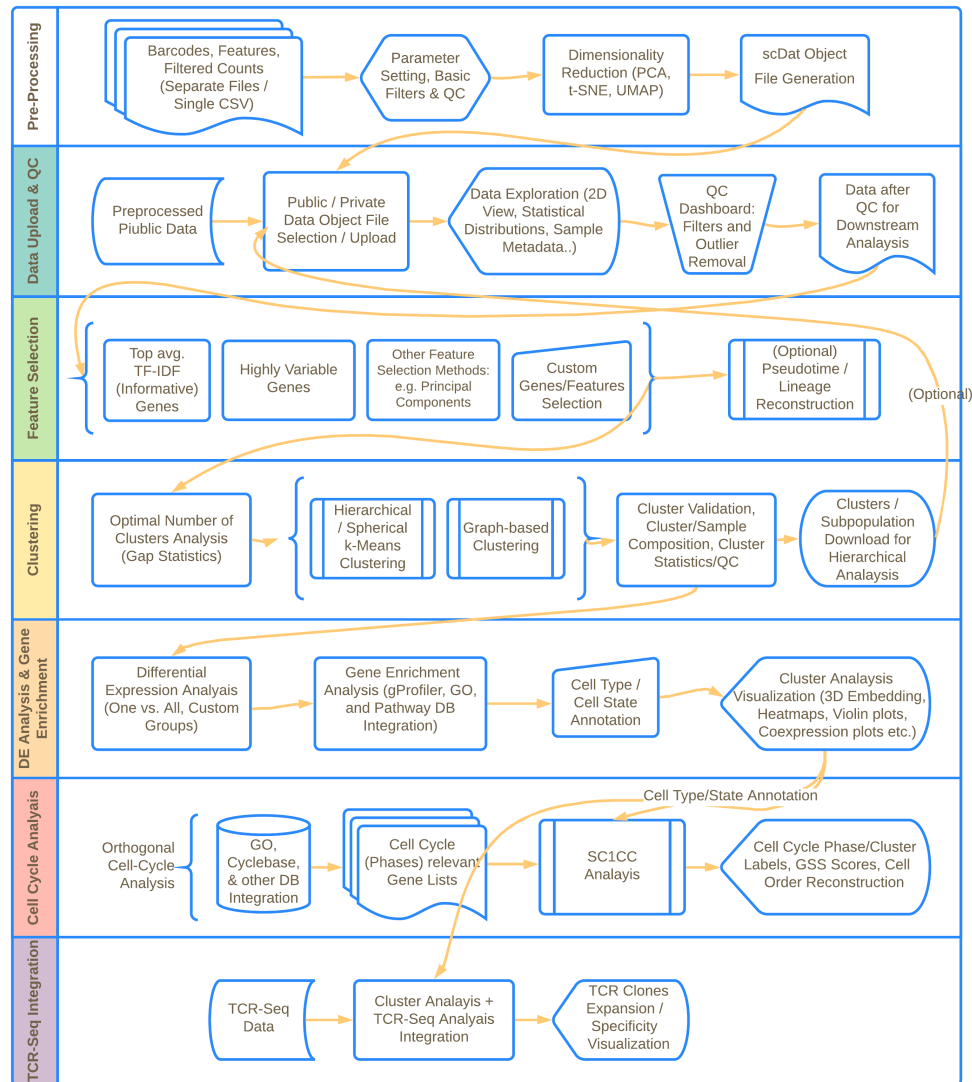 Pre-Processing
Barcodes, Features,
Filtered Counts
(Separate Files /
Single CSV)
Parameter
Setting, Basic
Filters & QC
Dimensionality
Reduction (PCA,
t-SNE, UMAP)
scDat Object
File Generation
Data Upload & QC
Preprocessed
Piublic Data
Public / Private
Data Object File
Selection / Upload
Data Exploration (2D
View, Statistical
Distributions, Sample
Metadata..)
QC
Dashboard:
Filters and
Outlier
Removal
Data after
QC for
Downstream
Analaysis
Feature Selection
Top avg.
TF-IDF
(Informative)
Genes
Highly Variable
Genes
Other Feature
Selection Methods:
e.g. Principal
Components
Custom
Genes/Features
Selection
(Optional)
Pseudotime /
Lineage
Reconstruction
(Optional)
Clustering
Optimal Number of
Clusters Analysis
(Gap Statistics)
Hierarchical
/ Spherical
k-Means
Clustering
Graph-based
Clustering
Cluster Validation,
Cluster/Sample
Composition, Cluster
Statistics/QC
Clusters /
Subpopulation
Download for
Hierarchical
Analaysis
DE Analysis & Gene
Enrichment
Differential
Expression Analaysis
(One vs. All, Custom
Groups)
Gene Enrichment
Analysis (gProfiler, GO,
and Pathway DB
Integration)
Cell Type /
Cell State
Annotation
Cluster Analaysis
Visualization (3D Embedding,
Heatmaps, Violin plots,
Coexpression plots etc.)
Cell Type/State Annotation
Cell Cycle Analyais
Orthogonal
Cell-Cycle
Analysis
GO,
Cyclebase,
& other DB
Integration
Cell Cycle
(Phases) relevant
Gene Lists
SC1CC
Analayis
Cell Cycle Phase/Cluster
Labels, GSS Scores, Cell
Order Reconstruction
TCR-Seq Integration
TCR-Seq
Data
Cluster Analayis +
TCR-Seq Analysis
Integration
TCR Clones
Expansion /
Specificity
Visualization